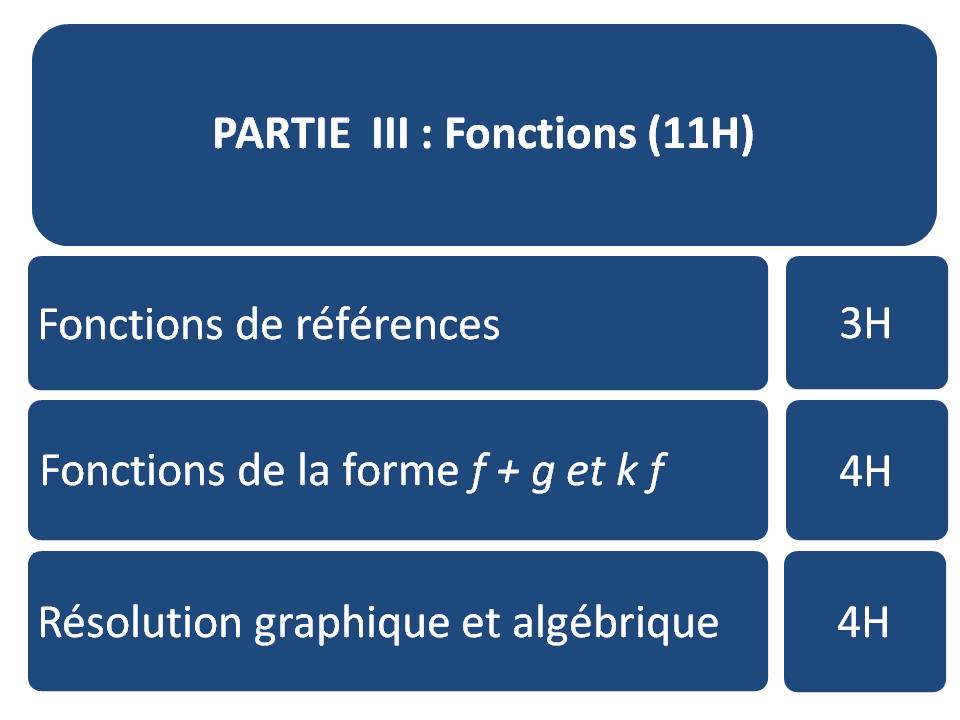 PARTIE III : Fonctions (11H)
Fonctions de références 3H
Fonctions de la forme f + g et k f 4H
Résolution graphique et algébrique 4H